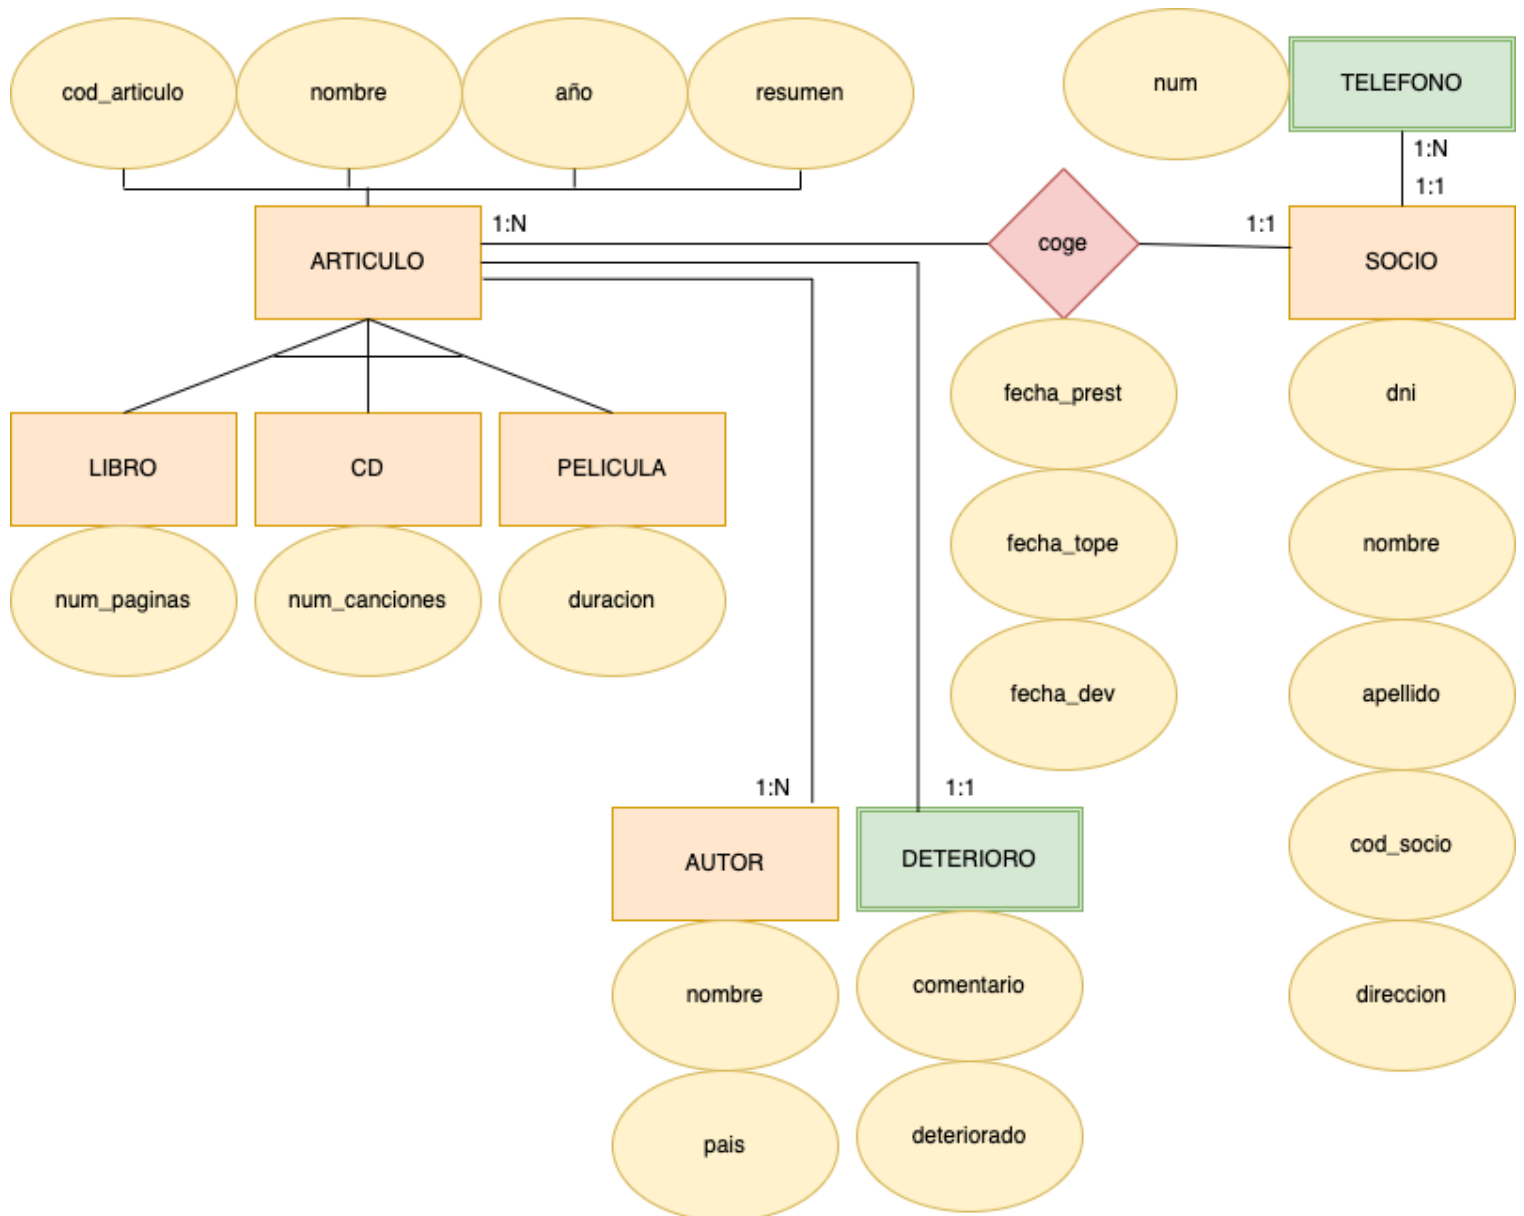 cod_articulo
nombre
año
resumen
num
TELEFONO
1:N
1:1
1:N
coge
1:1
ARTICULO
SOCIO
LIBRO
CD
PELICULA
num_paginas
num_canciones
duracion
fecha_prest
fecha_tope
fecha_dev
dni
nombre
apellido
cod_socio
direccion
1:N
1:1
AUTOR
DETERIORO
nombre
comentario
pais
deteriorado